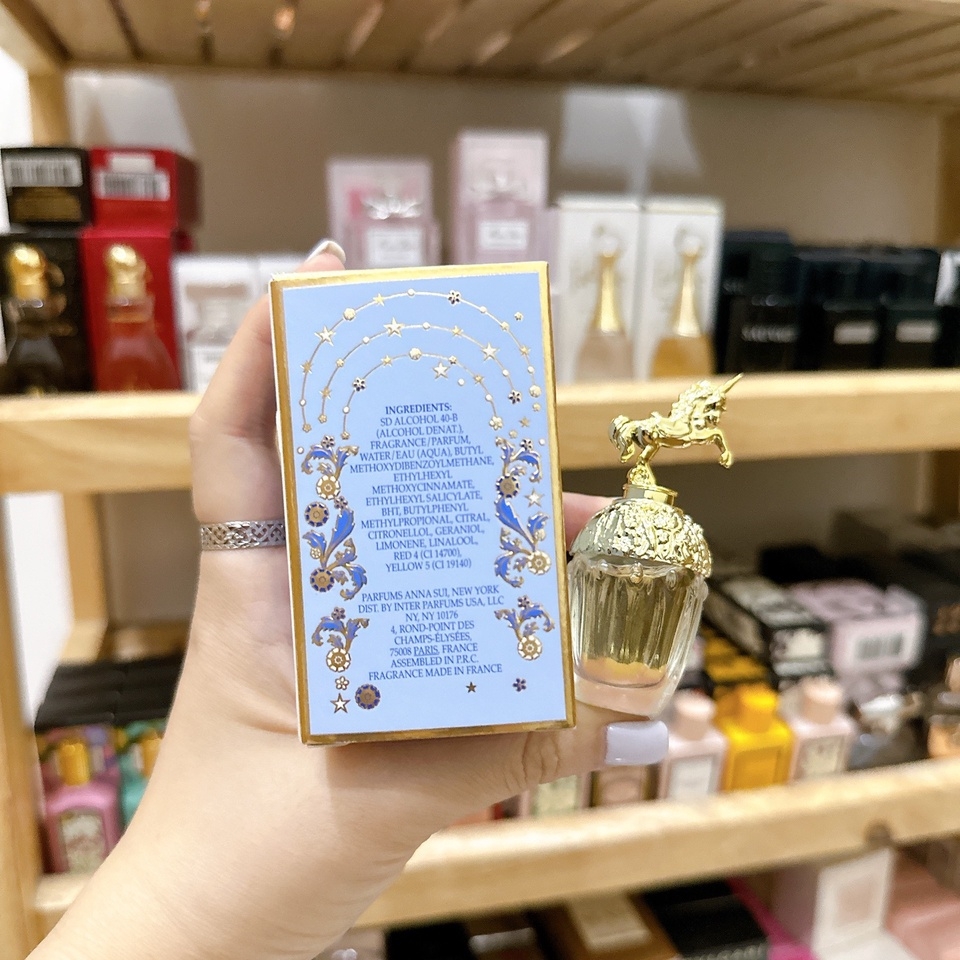 INGREDIENTS:
SD ALCOHOL 40-B
(ALCOHOL DENAT.),
FRAGRANCE/PARFUM,
WATER/EAU (AQUA), BUTYL
METHOXYDIBENZOYLMETHANE,
ETHYLHEXYL
METHOXYCINNAMATE,
ETHYLHEXYL SALICYLATE,
BHT, BUTYLPHENYL
METHYLPROPIONAL, CITRAL,
CITRONELLOL, GERANIOL,
LIMONENE, LINALOOL,
RED 4 (CI 14700),
YELLOW 5 (CI 19140)
PARFUMS ANNA SUI, NEW YORK
DIST. BY INTER PARFUMS USA, LLC
NY, NY 10176
4, ROND-POINT DES
CHAMPS-ÉLYSÉES,
75008 PARIS, FRANCE
ASSEMBLED IN P.R.C.
FRAGRANCE MADE IN FRANCE